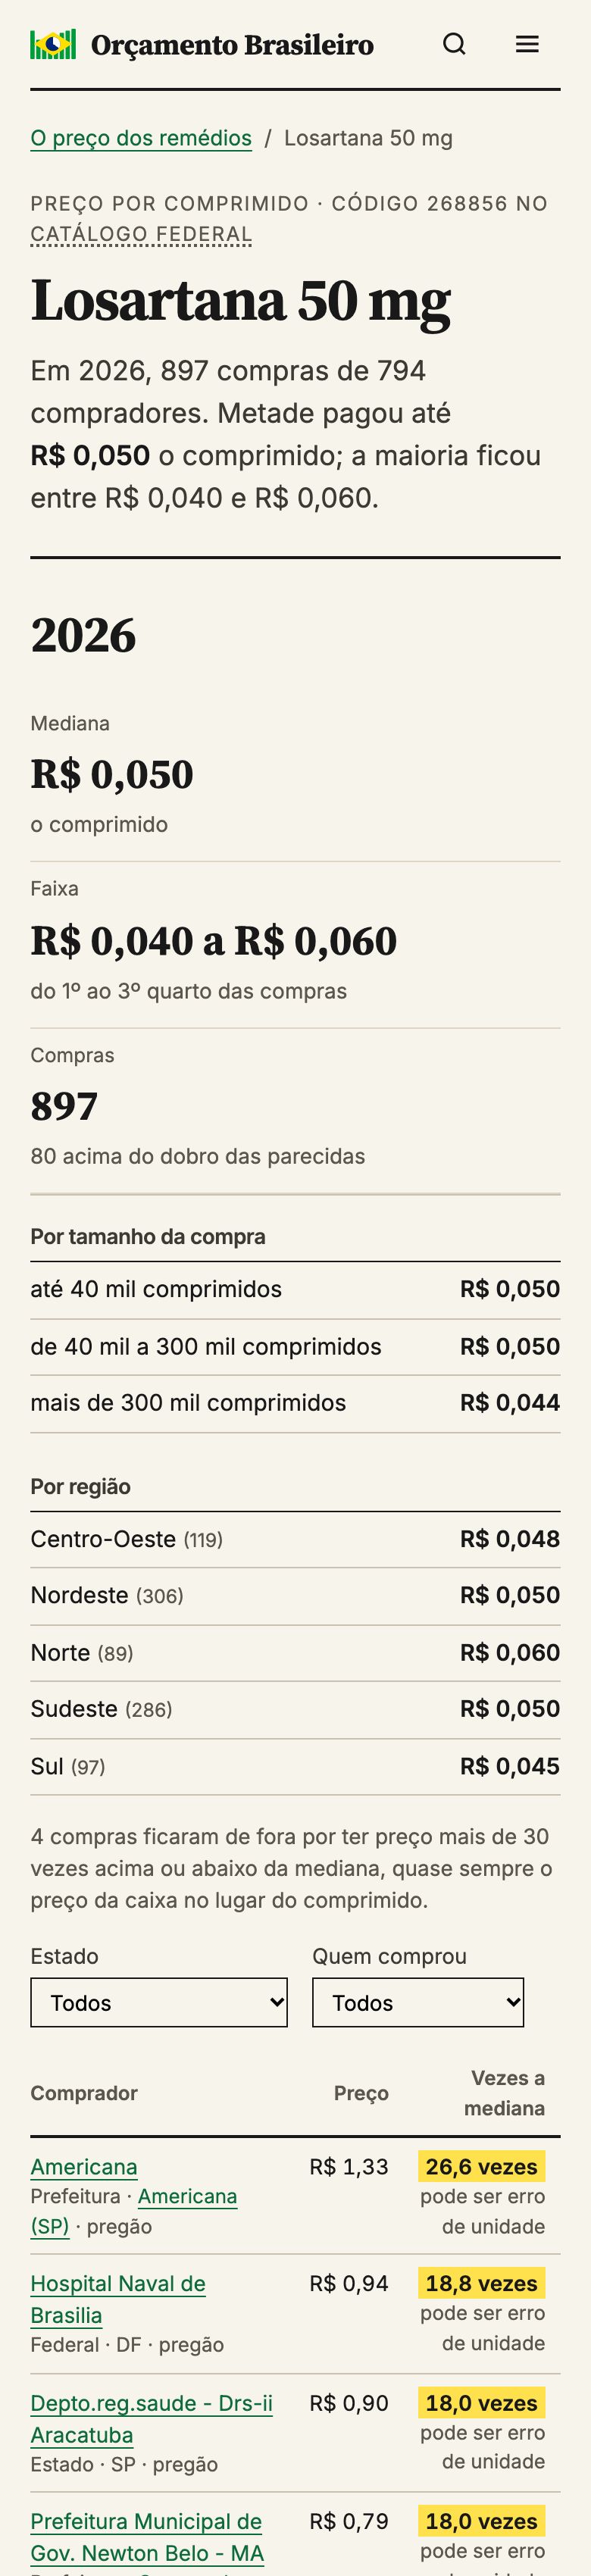 Orçamento Brasileiro
O preço dos remédios / Losartana 50 mg
PREÇO POR COMPRIMIDO · CÓDIGO 268856 NO
CATÁLOGO FEDERAL
Losartana 50 mg
Em 2026, 897 compras de 794
compradores. Metade pagou até
R$ 0,050 o comprimido; a maioria ficou
entre R$ 0,040 e R$ 0,060.
2026
Mediana
R$ 0,050
o comprimido
Faixa
R$ 0,040 a R$ 0,060
do 1º ao 3º quarto das compras
Compras
897
80 acima do dobro das parecidas
Por tamanho da compra
até 40 mil comprimidos R$ 0,050
de 40 mil a 300 mil comprimidos R$ 0,050
mais de 300 mil comprimidos R$ 0,044
Por região
Centro-Oeste (119) R$ 0,048
Nordeste (306) R$ 0,050
Norte (89) R$ 0,060
Sudeste (286) R$ 0,050
Sul (97) R$ 0,045
4 compras ficaram de fora por ter preço mais de 30
vezes acima ou abaixo da mediana, quase sempre o
preço da caixa no lugar do comprimido.
Estado Quem comprou
Todos Todos
Comprador Preço Vezes a
mediana
Americana R$ 1,33 26,6 vezes
Prefeitura · Americana pode ser erro
(SP) · pregão de unidade
Hospital Naval de R$ 0,94 18,8 vezes
Brasilia pode ser erro
Federal · DF · pregão de unidade
Depto.reg.saude - Drs-ii R$ 0,90 18,0 vezes
Aracatuba pode ser erro
Estado · SP · pregão de unidade
Prefeitura Municipal de R$ 0,79 18,0 vezes
Gov. Newton Belo - MA pode ser erro